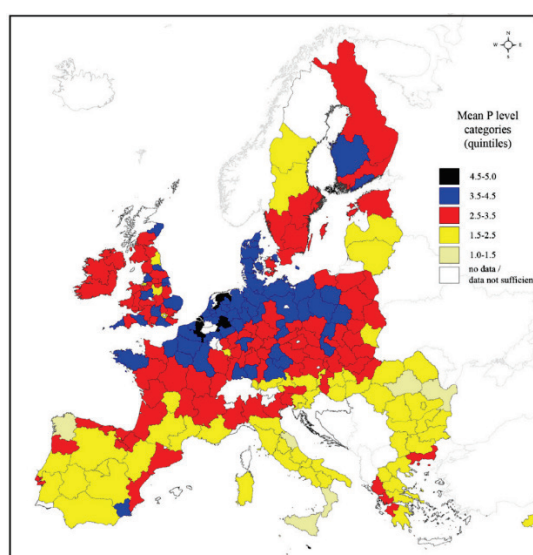 N
W E
S
Mean P level
categories
(quintiles)
4.5-5.0
3.5-4.5
2.5-3.5
1.5-2.5
1.0-1.5
no data /
data not sufficien